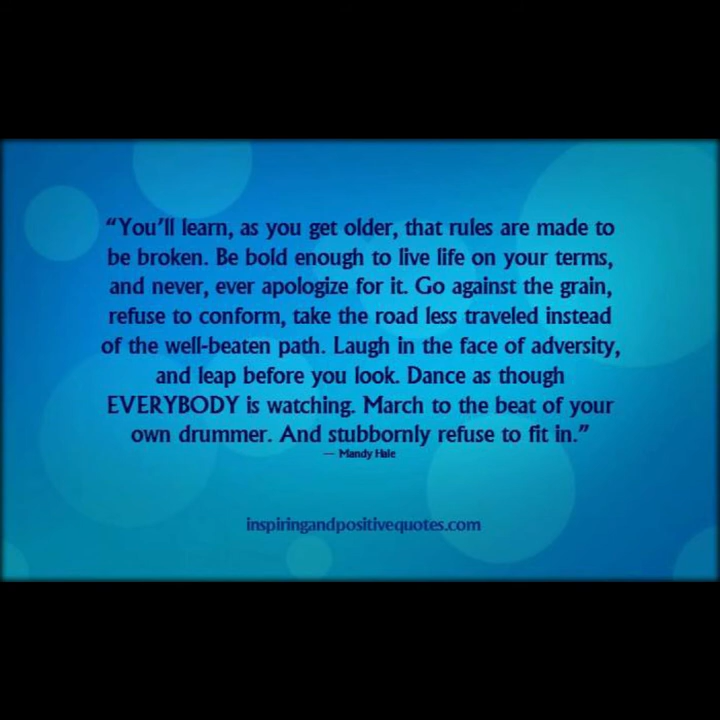 “You’ll learn, as you get older, that rules are made to
be broken. Be bold enough to live life on your terms,
and never, ever apologize for it. Go against the grain,
refuse to conform, take the road less traveled instead
of the well-beaten path. Laugh in the face of adversity,
and leap before you look. Dance as though
EVERYBODY is watching. March to the beat of your
own drummer. And stubbornly refuse to fit in.”
— Mandy Hale
inspiringandpositivequotes.com